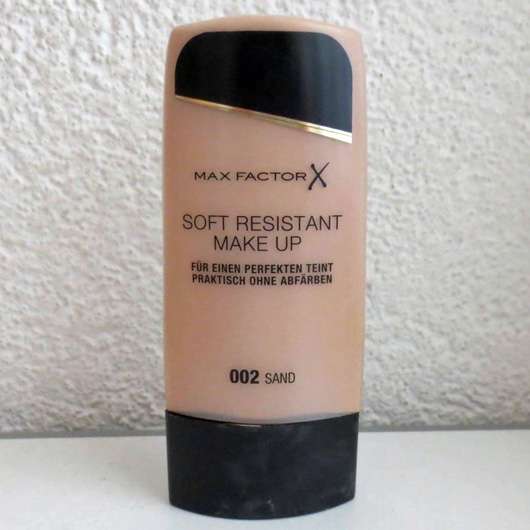 MAX FACTOR X
SOFT RESISTANT
MAKE UP
FÜR EINEN PERFEKTEN TEINT
PRAKTISCH OHNE ABFÄRBEN
002 SAND